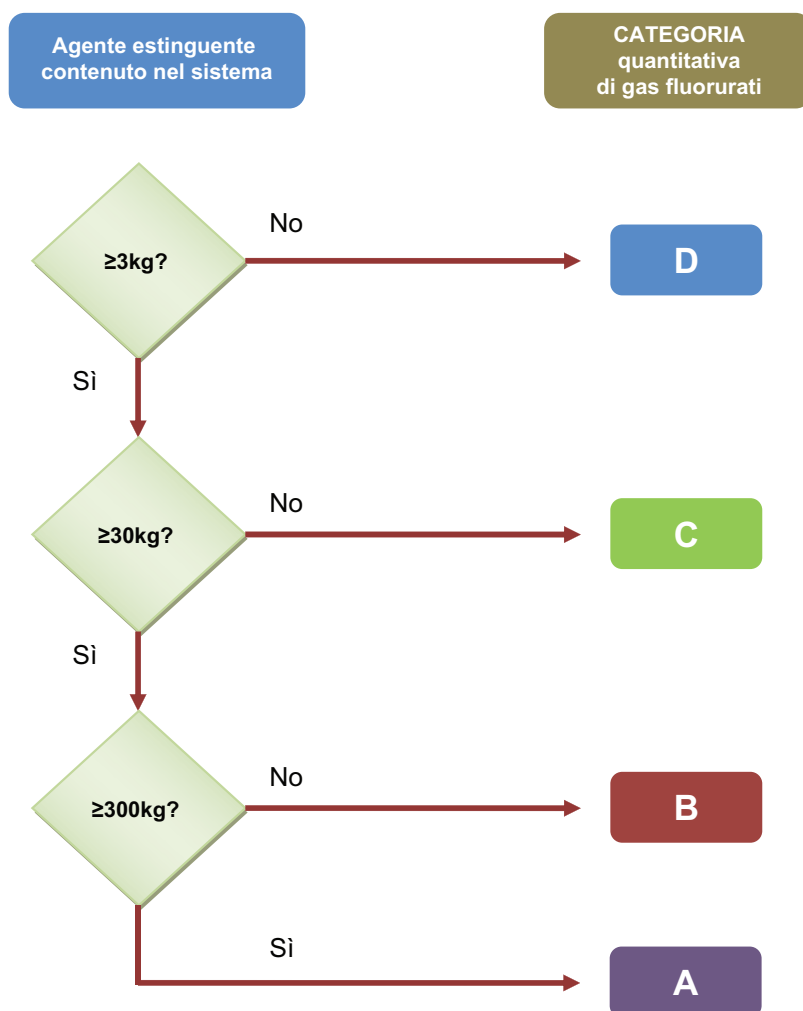 Agente estinguente
contenuto nel sistema
CATEGORIA
quantitativa
di gas fluorurati
≥3kg?
No
D
Sì
≥30kg?
No
C
Sì
≥300kg?
No
B
Sì
A